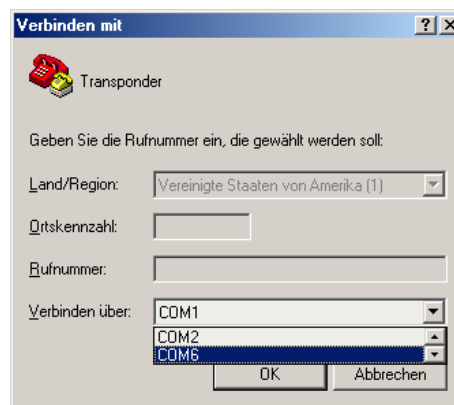 Verbinden mit
Transponder
Geben Sie die Rufnummer ein, die gewählt werden soll:
Land/Region: Vereinigte Staaten von Amerika (1)
Ortskennzahl:
Rufnummer:
Verbinden über: COM1
COM2
COM6
OK Abbrechen